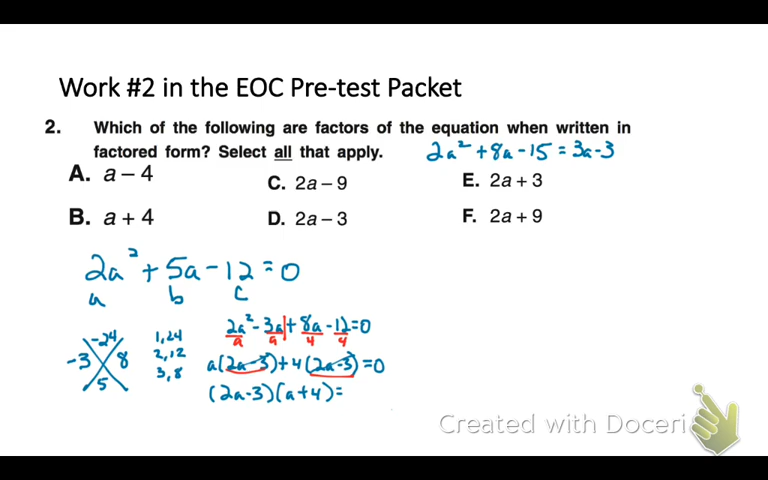 Work #2 in the EOC Pre-test Packet
2. Which of the following are factors of the equation when written in
factored form? Select all that apply. 2a² + 8a - 15 = 3a - 3
A. a − 4
B. a + 4
C. 2a − 9
D. 2a − 3
E. 2a + 3
F. 2a + 9
2a² + 5a - 12 = 0
a b c
-24
-3 8
5
1, 24
2, 12
3, 8
2a² - 3a + 8a - 12 = 0
a a 4 4
a(2a-3) + 4(2a-3) = 0
(2a-3)(a+4) =
Created with Doceri